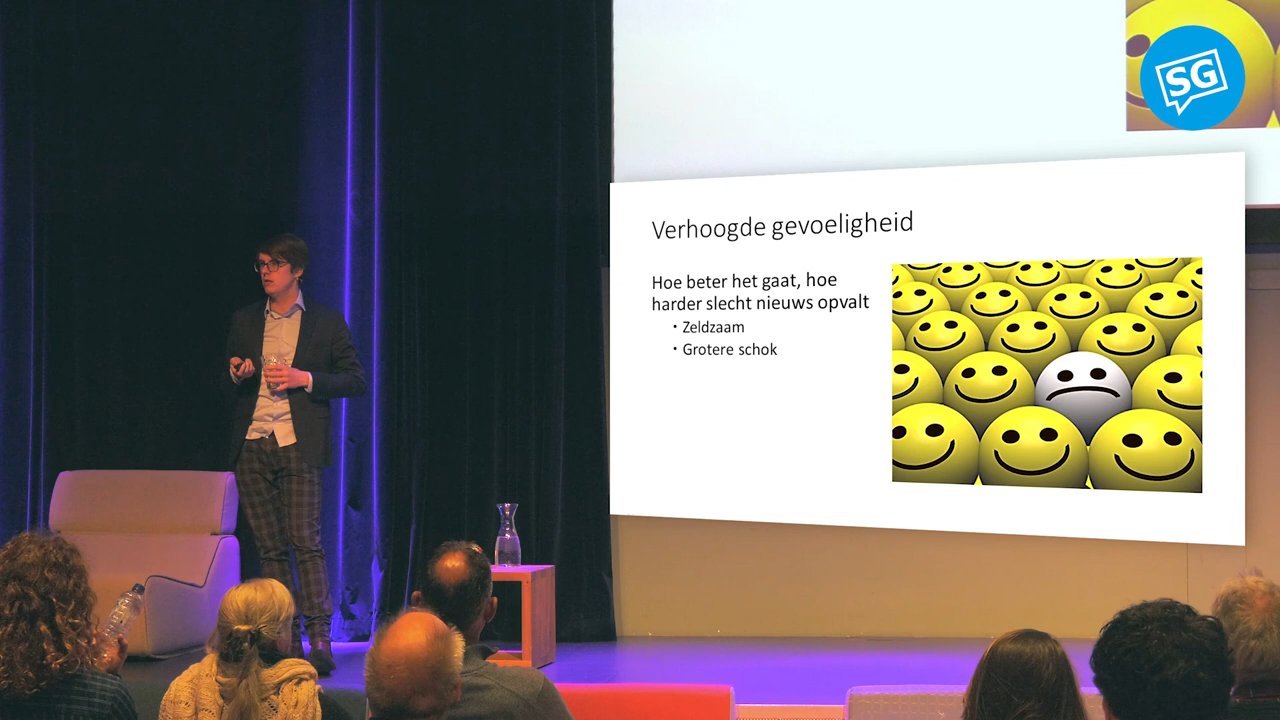 SG
Verhoogde gevoeligheid
Hoe beter het gaat, hoe
harder slecht nieuws opvalt
• Zeldzaam
• Grotere schok